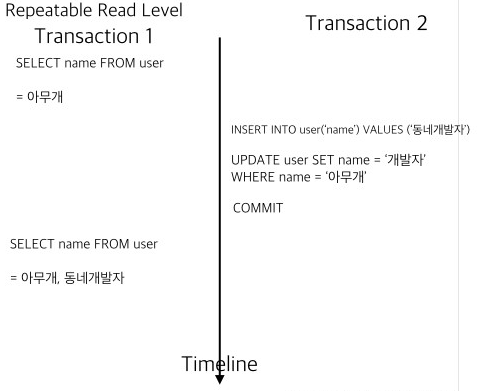 Repeatable Read Level
Transaction 1
Transaction 2
SELECT name FROM user
= 아무개
INSERT INTO user('name') VALUES ('동네개발자')
UPDATE user SET name = '개발자'
WHERE name = '아무개'
COMMIT
SELECT name FROM user
= 아무개, 동네개발자
Timeline